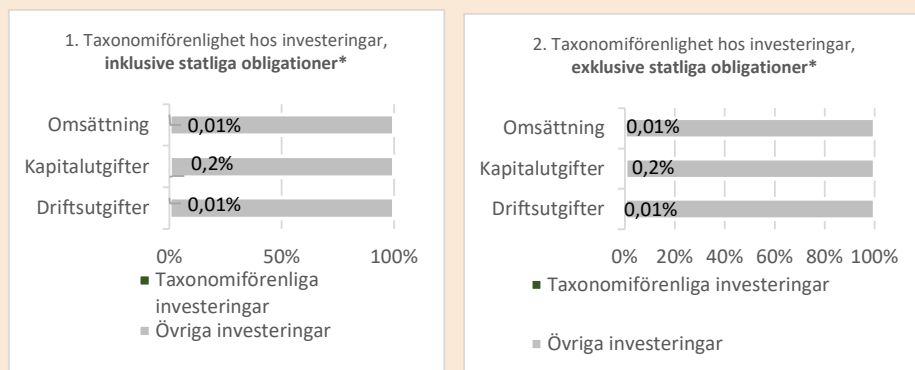 1. Taxonomiförenlighet hos investeringar,
inklusive statliga obligationer*
Omsättning
0,01%
Kapitalutgifter
0,2%
Driftsutgifter
0,01%
0% 50% 100%
Taxonomiförenliga
investeringar
Övriga investeringar
2. Taxonomiförenlighet hos investeringar,
exklusive statliga obligationer*
Omsättning
0,01%
Kapitalutgifter
0,2%
Driftsutgifter
0,01%
0% 20% 40% 60% 80% 100%
Taxonomiförenliga investeringar
Övriga investeringar